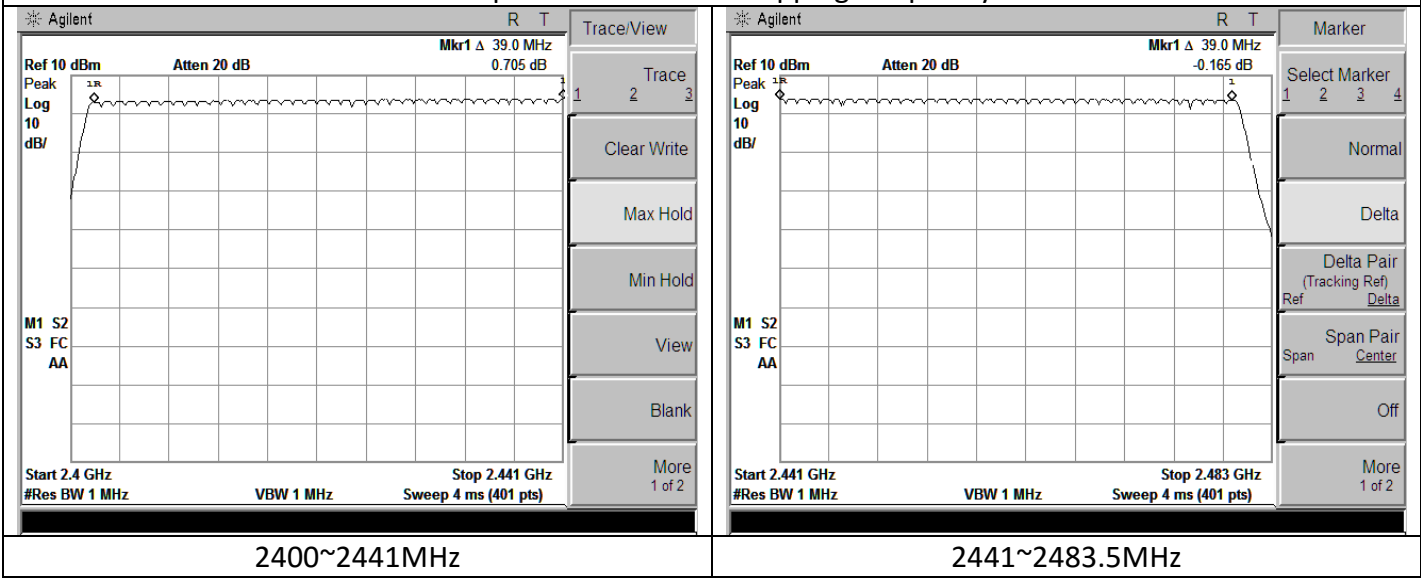 Agilent R T
Trace/View
Mkr1 Δ 39.0 MHz
Ref 10 dBm Atten 20 dB 0.705 dB
Peak
Log
10
dB/
1R
1
M1 S2
S3 FC
AA
Start 2.4 GHz Stop 2.441 GHz
#Res BW 1 MHz VBW 1 MHz Sweep 4 ms (401 pts)
Trace
1 2 3
Clear Write
Max Hold
Min Hold
View
Blank
More
1 of 2
Agilent R T
Marker
Mkr1 Δ 39.0 MHz
Ref 10 dBm Atten 20 dB -0.165 dB
Peak
Log
10
dB/
1R
1
M1 S2
S3 FC
AA
Start 2.441 GHz Stop 2.483 GHz
#Res BW 1 MHz VBW 1 MHz Sweep 4 ms (401 pts)
Select Marker
1 2 3 4
Normal
Delta
Delta Pair
(Tracking Ref)
Ref Delta
Span Pair
Span Center
Off
More
1 of 2
2400~2441MHz 2441~2483.5MHz